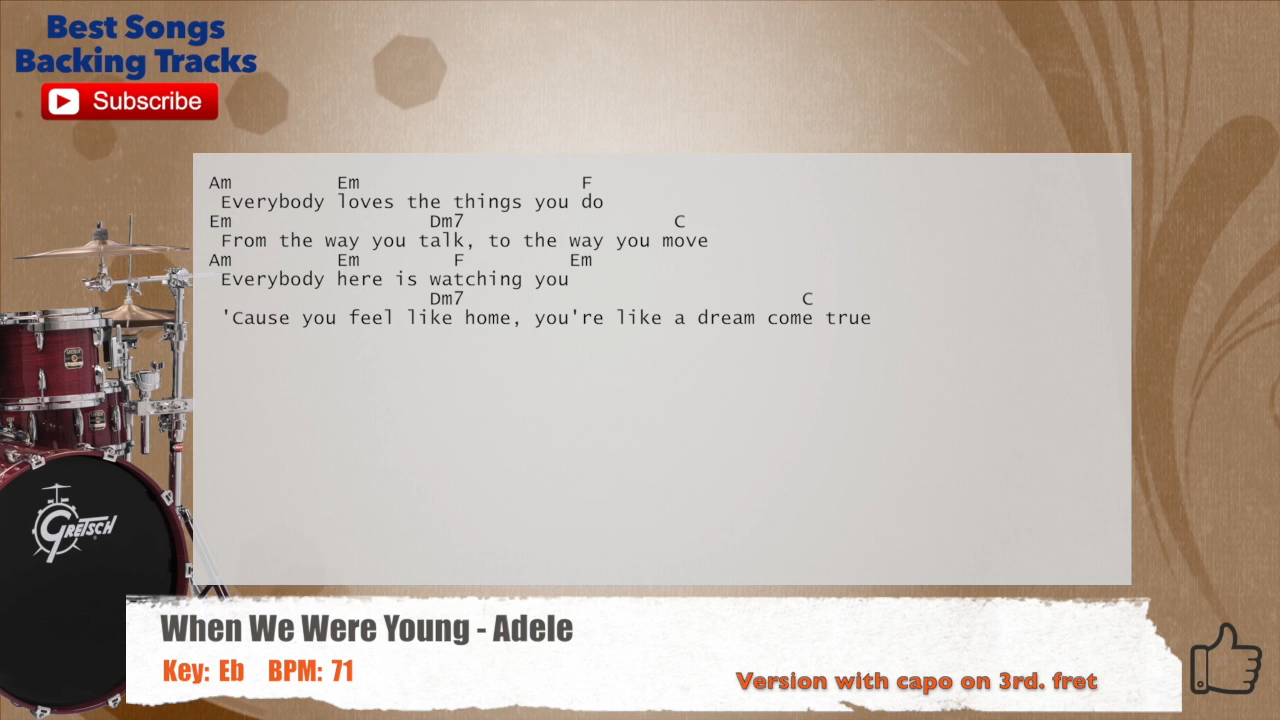 Best Songs
Backing Tracks
Subscribe
Am Em F
Everybody loves the things you do
Em Dm7 C
From the way you talk, to the way you move
Am Em F Em
Everybody here is watching you
Dm7 C
'Cause you feel like home, you're like a dream come true
GRETSCH
When We Were Young - Adele
Key: Eb BPM: 71
Version with capo on 3rd. fret